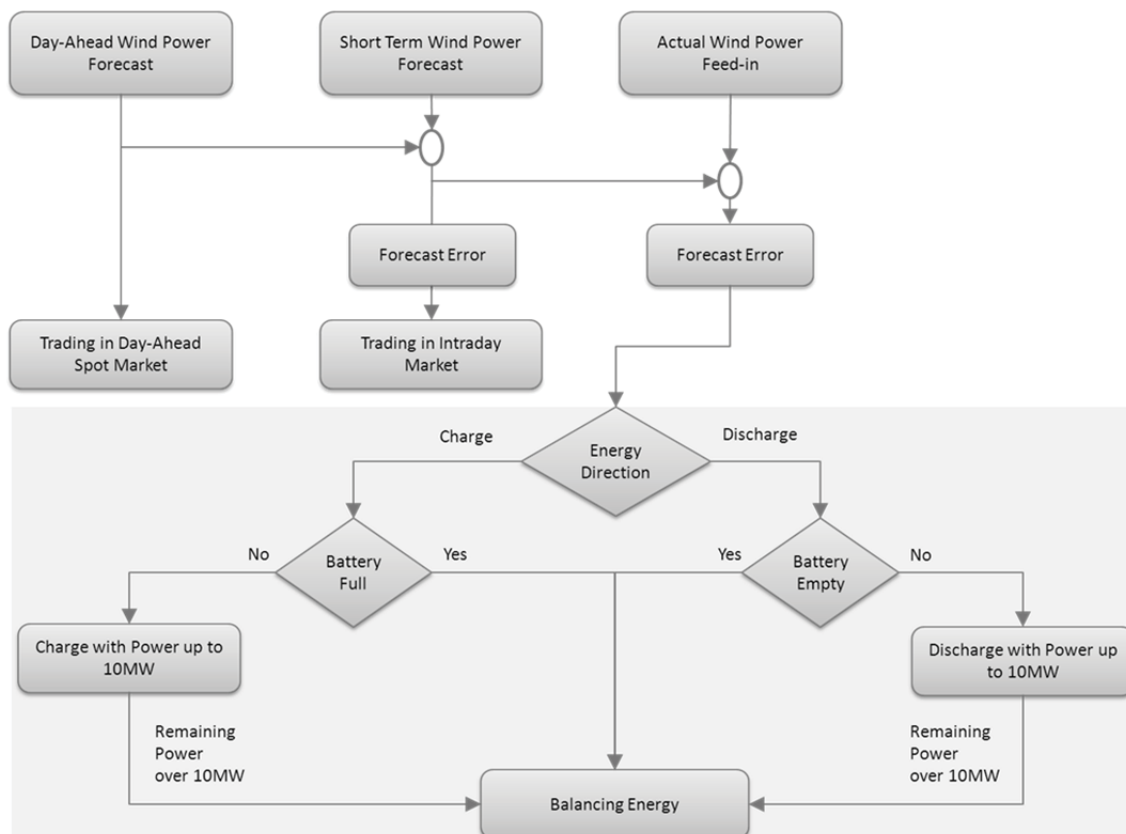 Day-Ahead Wind Power
Forecast
Short Term Wind Power
Forecast
Actual Wind Power
Feed-in
Forecast Error
Forecast Error
Trading in Day-Ahead
Spot Market
Trading in Intraday
Market
Charge
Energy
Direction
Discharge
No
Battery
Full
Yes
Yes
Battery
Empty
No
Charge with Power up to
10MW
Discharge with Power up
to 10MW
Remaining
Power
over 10MW
Remaining
Power
over 10MW
Balancing Energy